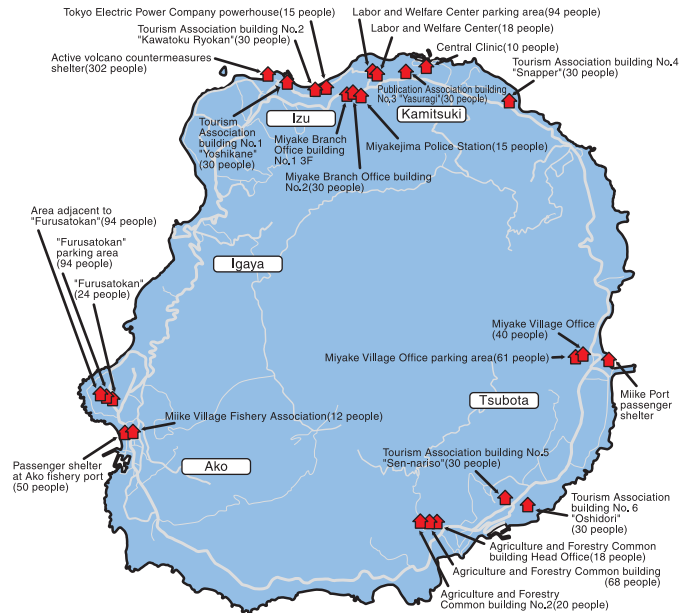 Tokyo Electric Power Company powerhouse(15 people)
Tourism Association building No.2
"Kawatoku Ryokan"(30 people)
Active volcano countermeasures
shelter(302 people)
Labor and Welfare Center parking area(94 people)
Labor and Welfare Center(18 people)
Central Clinic(10 people)
Tourism Association building No.4
"Snapper"(30 people)
Publication Association building
No.3 "Yasuragi"(30 people)
Kamitsuki
Izu
Tourism
Association
building No.1
"Yoshikane"
(30 people)
Miyake Branch
Office building
No.1 3F
Miyakejima Police Station(15 people)
Miyake Branch Office building
No.2(30 people)
Area adjacent to
"Furusatokan"(94 people)
"Furusatokan"
parking area
(94 people)
"Furusatokan"
(24 people)
Igaya
Miyake Village Office
(40 people)
Miyake Village Office parking area(61 people)
Miike Port
passenger
shelter
Tsubota
Miike Village Fishery Association(12 people)
Ako
Passenger shelter
at Ako fishery port
(50 people)
Tourism Association building No.5
"Sen-nariso"(30 people)
Tourism Association
building No. 6
"Oshidori"
(30 people)
Agriculture and Forestry Common
building Head Office(18 people)
Agriculture and Forestry Common building
(68 people)
Agriculture and Forestry
Common building No.2(20 people)